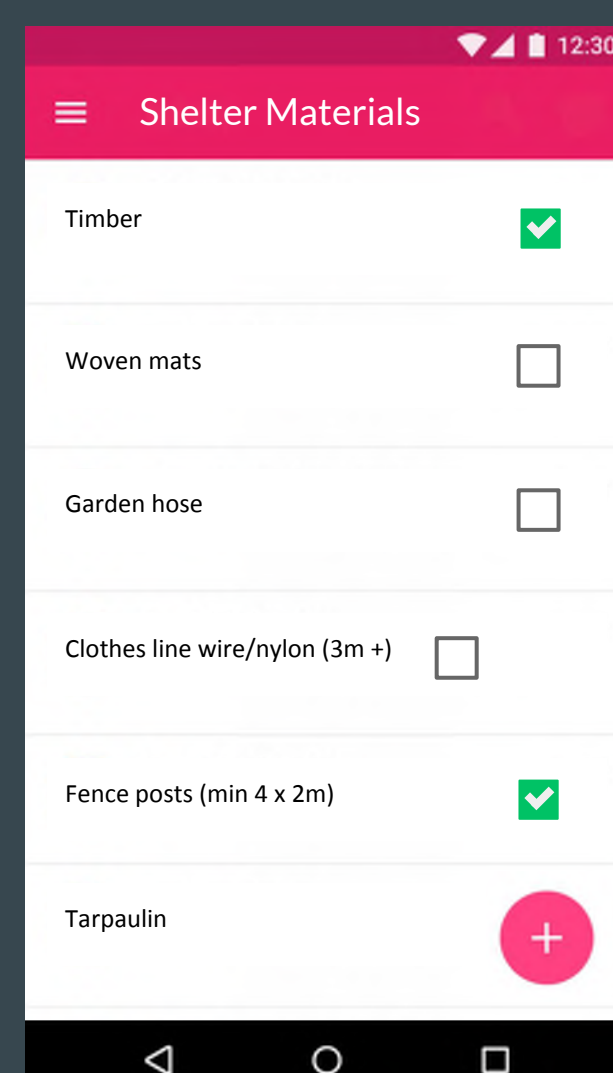 12:30
Shelter Materials
Timber
Woven mats
Garden hose
Clothes line wire/nylon (3m +)
Fence posts (min 4 x 2m)
Tarpaulin